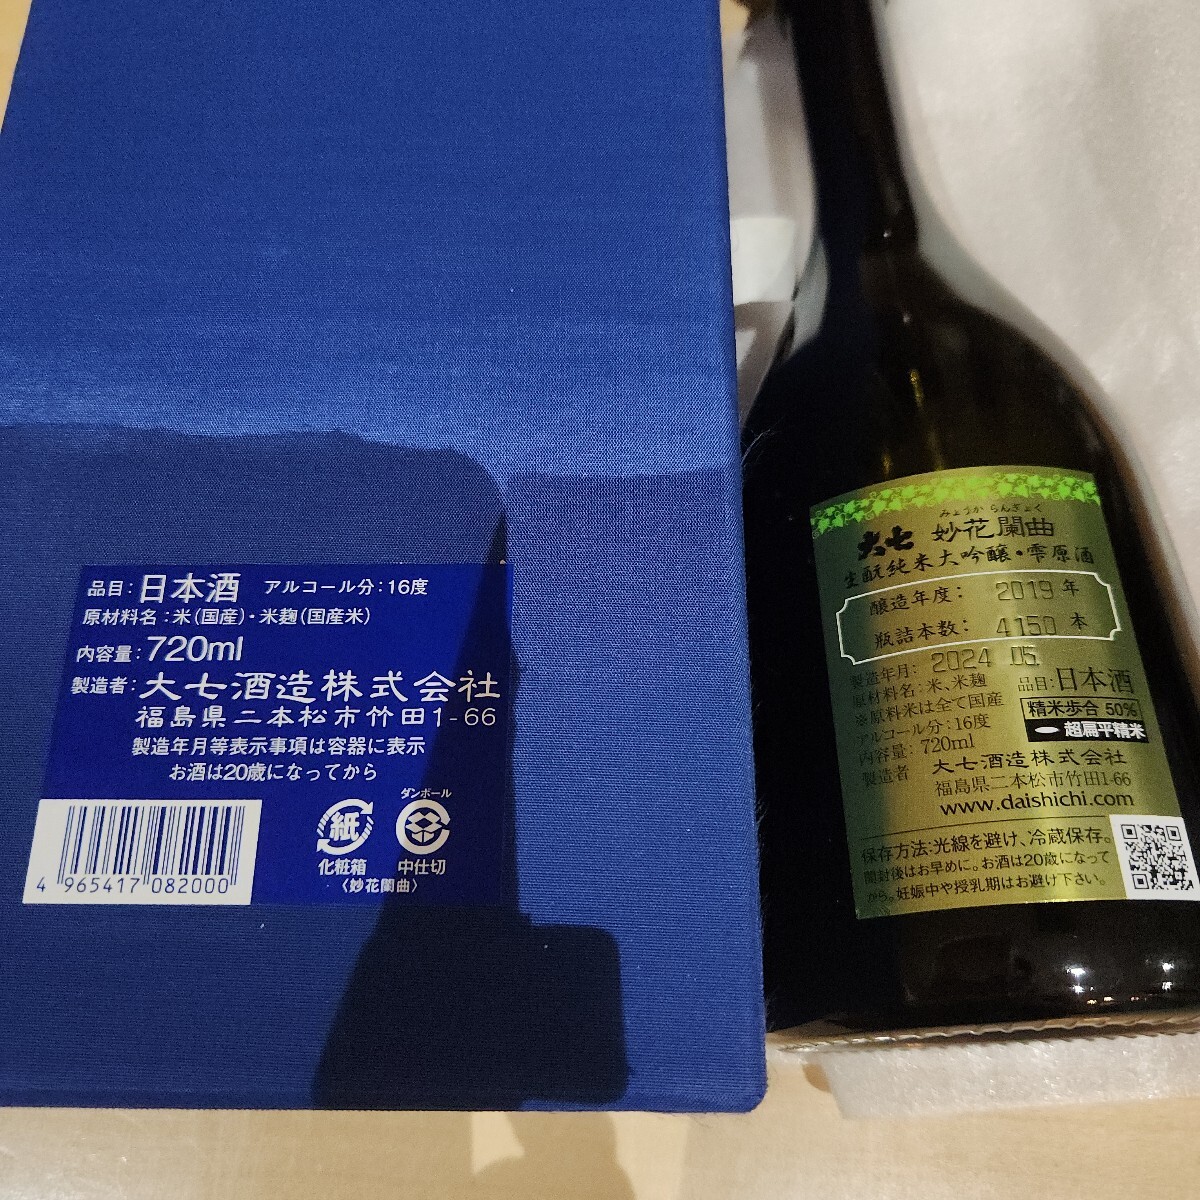 品目：日本酒 アルコール分：16度
原材料名：米（国産）・米麹（国産米）
内容量：720ml
製造者：大七酒造株式会社
福島県二本松市竹田1-66
製造年月等表示事項は容器に表示
お酒は20歳になってから
4 965417 082000
紙
化粧箱
ダンボール
中仕切
〈妙花闌曲〉
みょうか らんぎょく
大七 妙花闌曲
生酛純米大吟醸・雫原酒
醸造年度： 2019年
瓶詰本数： 4150 本
製造年月：2024.05.
原材料名：米、米麹
品目：日本酒
※原料米は全て国産
精米歩合 50%
アルコール分：16度
超扁平精米
内容量：720ml
製造者 大七酒造株式会社
福島県二本松市竹田1-66
www.daishichi.com
保存方法：光線を避け、冷蔵保存。
開封後はお早めに。お酒は20歳になって
から。妊娠中や授乳期はお避け下さい。